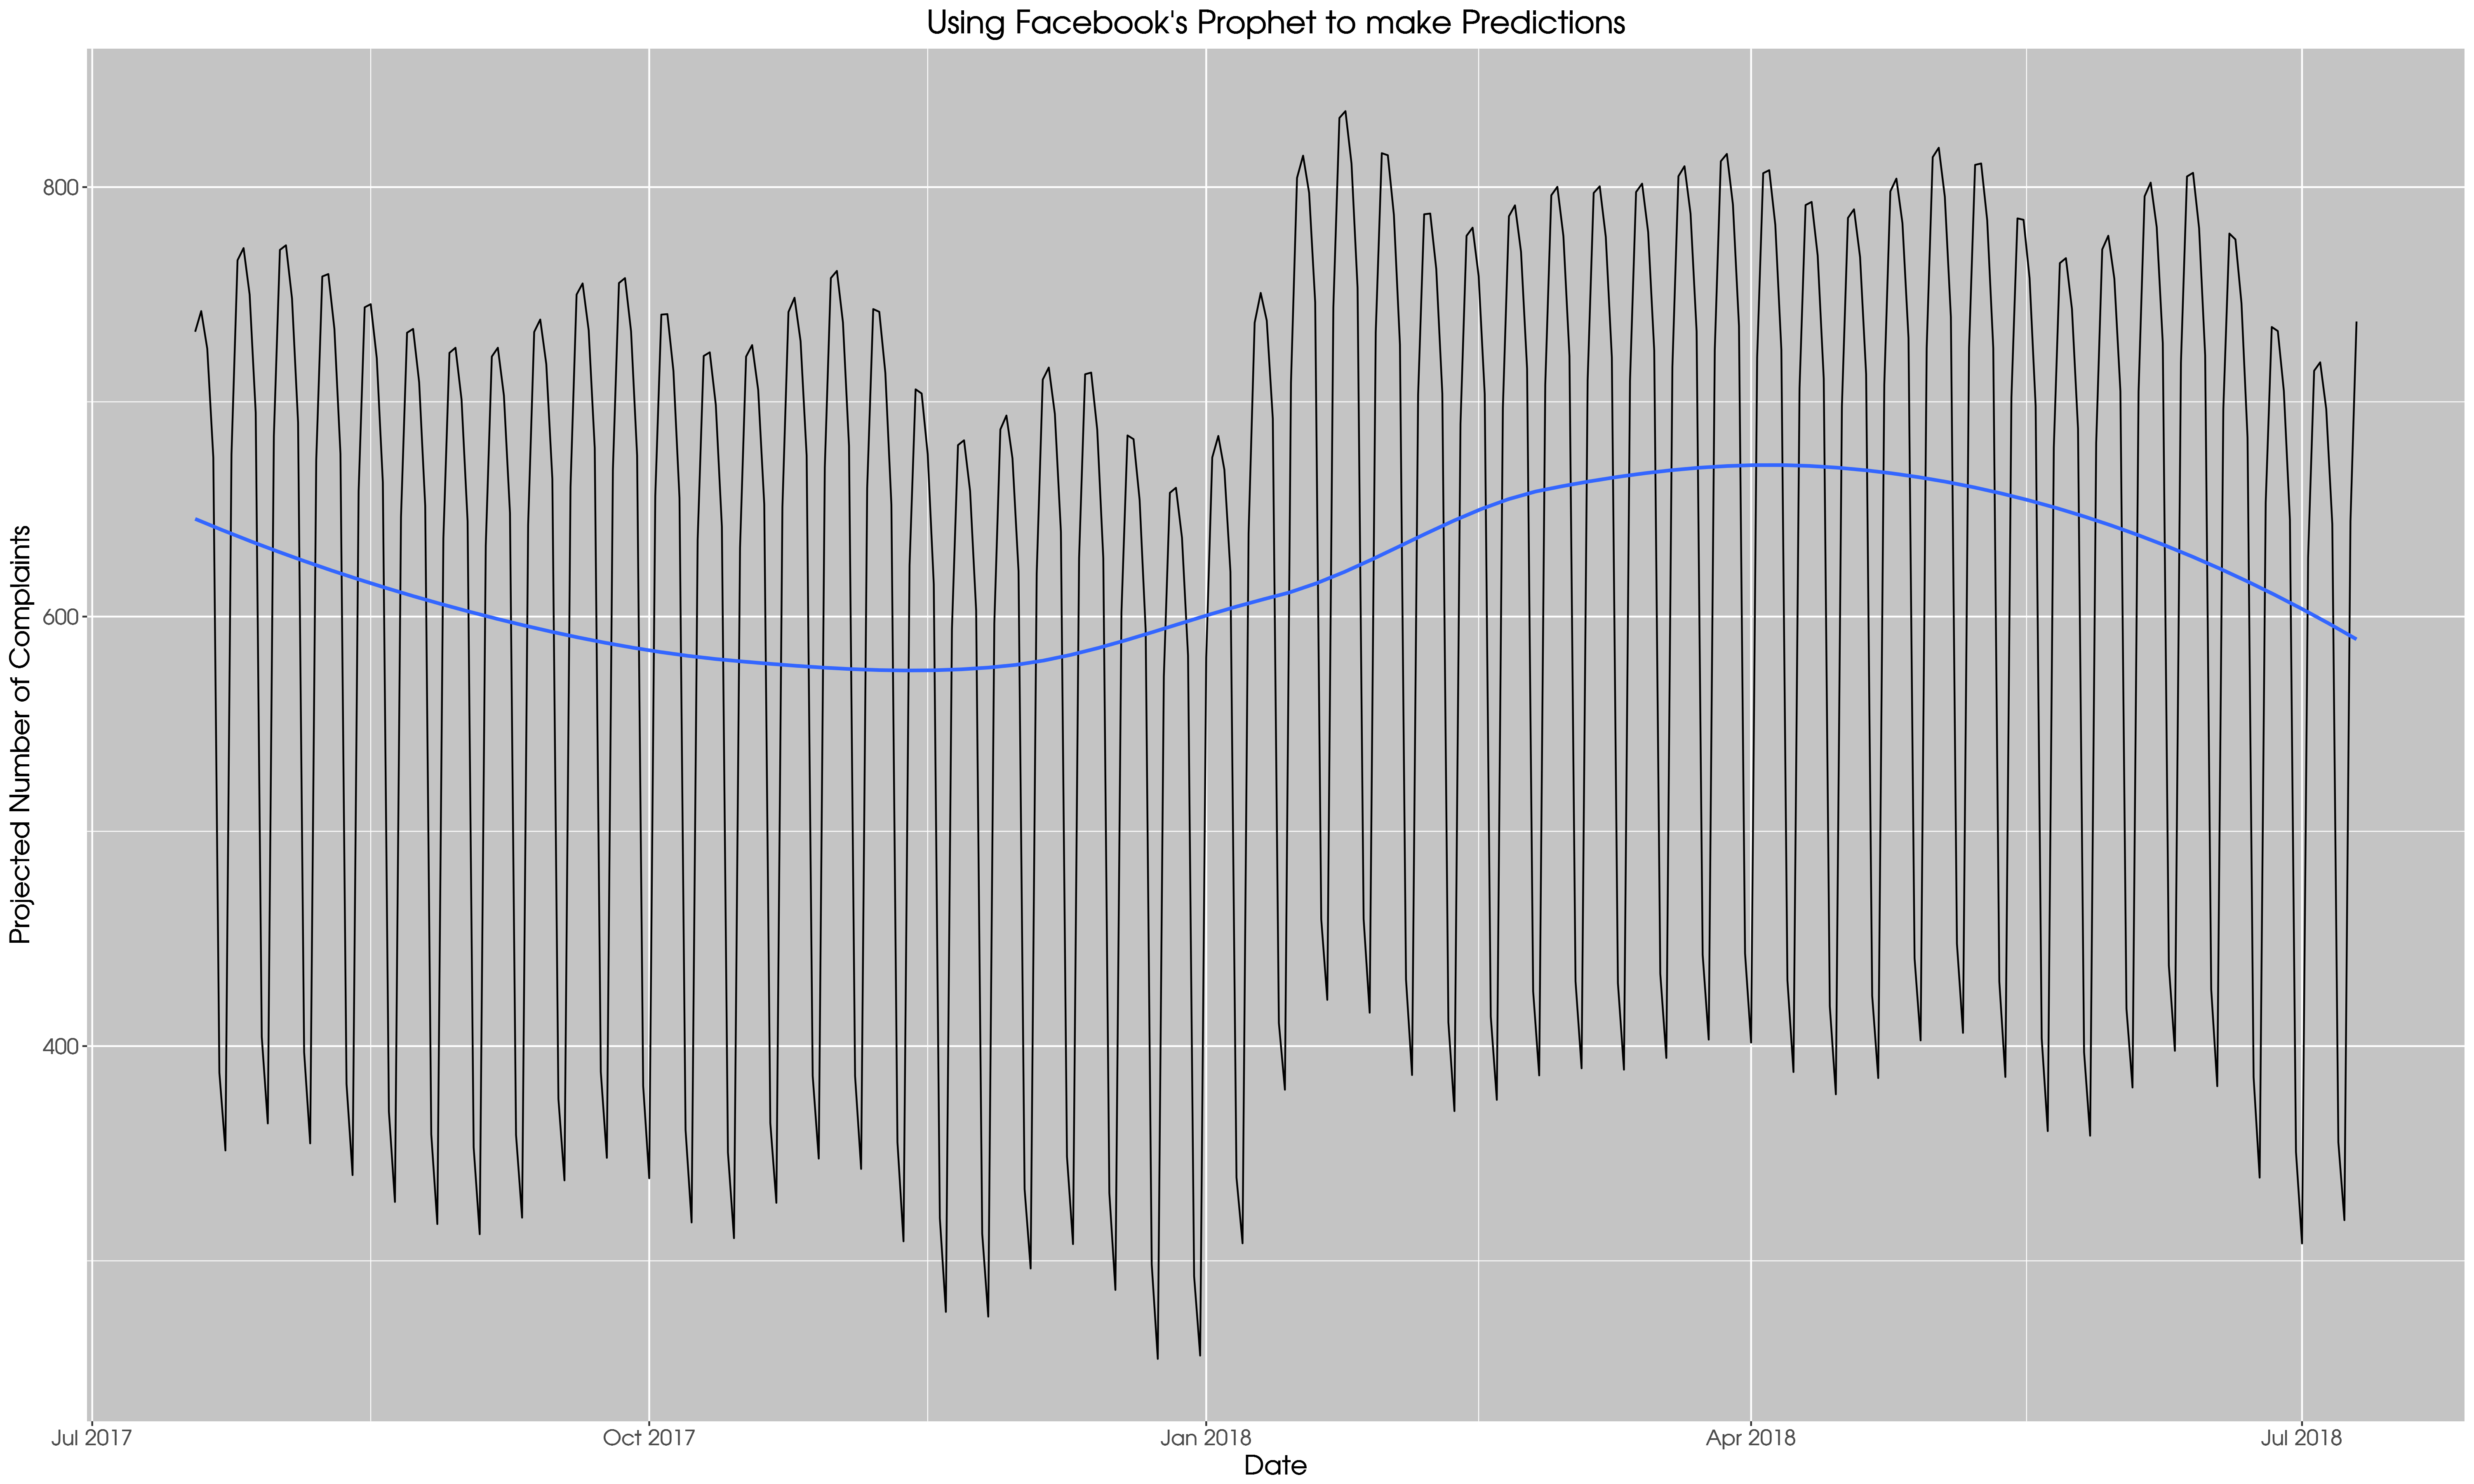 Using Facebook's Prophet to make Predictions
Projected Number of Complaints
800
600
400
Jul 2017
Oct 2017
Jan 2018
Apr 2018
Jul 2018
Date